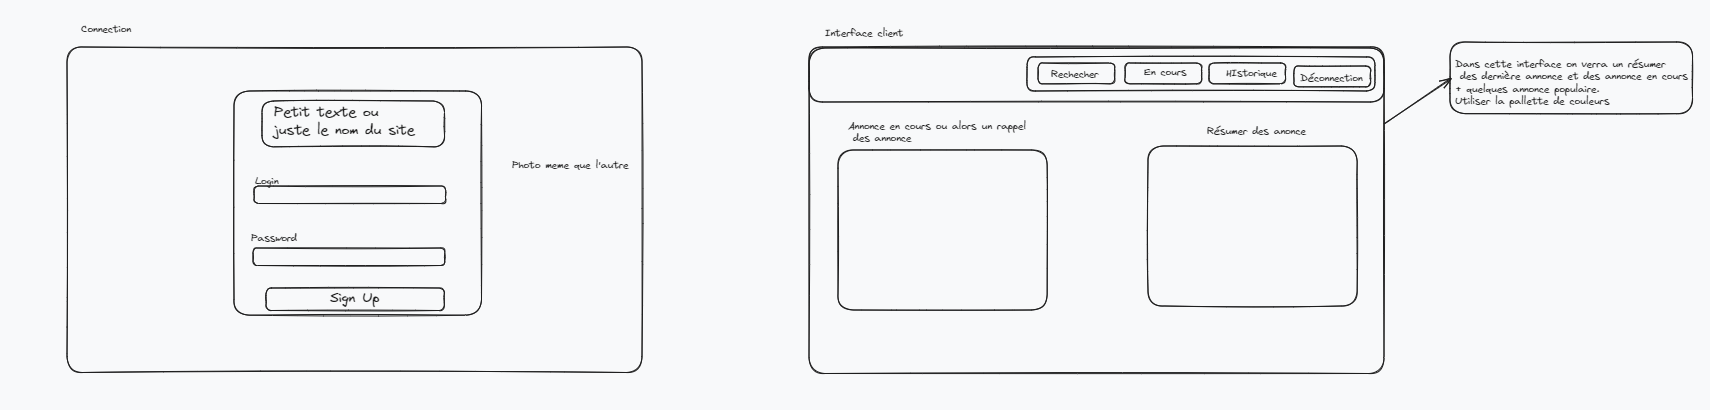 Connection
Petit texte ou
juste le nom du site
Login
Password
Sign Up
Photo meme que l'autre
Interface client
Rechecher
En cours
HIstorique
Déconnection
Annonce en cours ou alors un rappel
des annonce
Résumer des anonce
Dans cette interface on verra un résumer
des dernière annonce et des annonce en cours
+ quelques annonce populaire.
Utiliser la pallette de couleurs